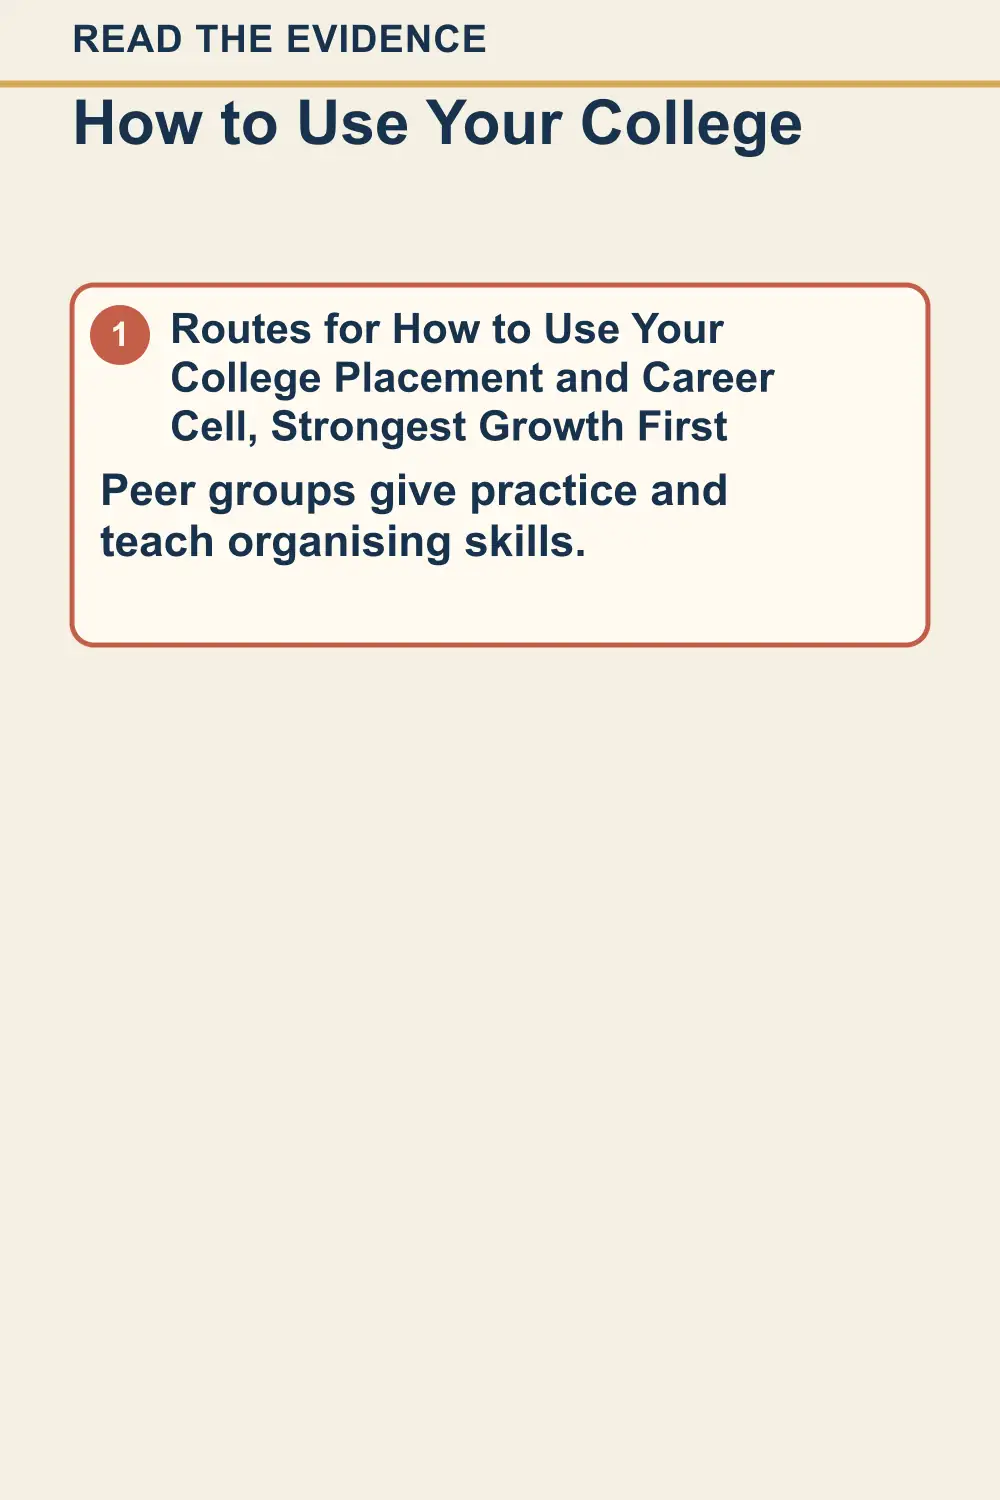 READ THE EVIDENCE
How to Use Your College
1
Routes for How to Use Your
College Placement and Career
Cell, Strongest Growth First
Peer groups give practice and
teach organising skills.